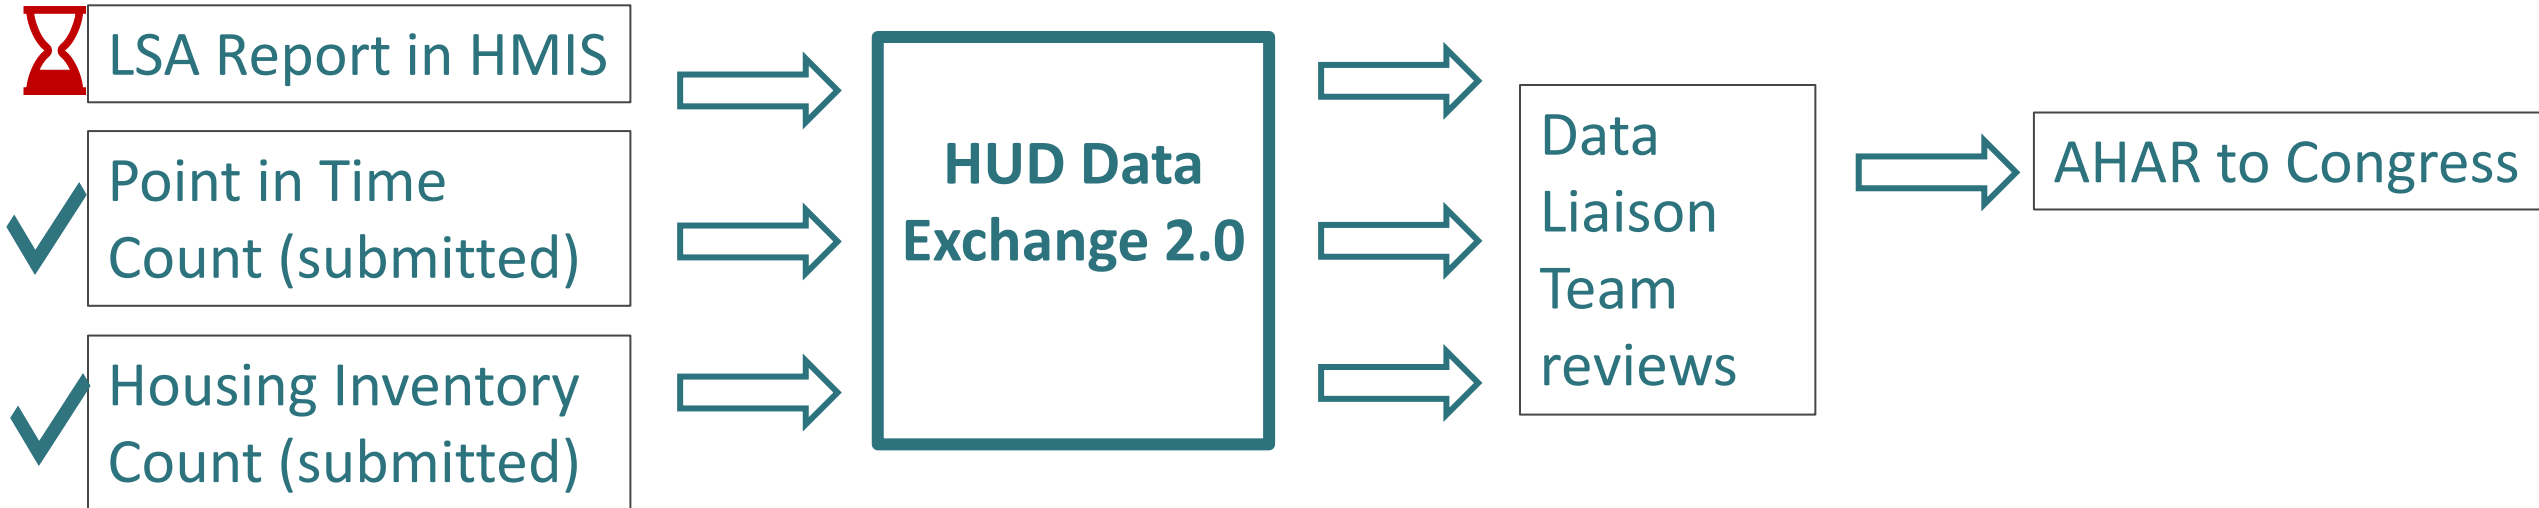 LSA Report in HMIS
Point in Time
Count (submitted)
Housing Inventory
Count (submitted)
HUD Data
Exchange 2.0
Data
Liaison
Team
reviews
AHAR to Congress